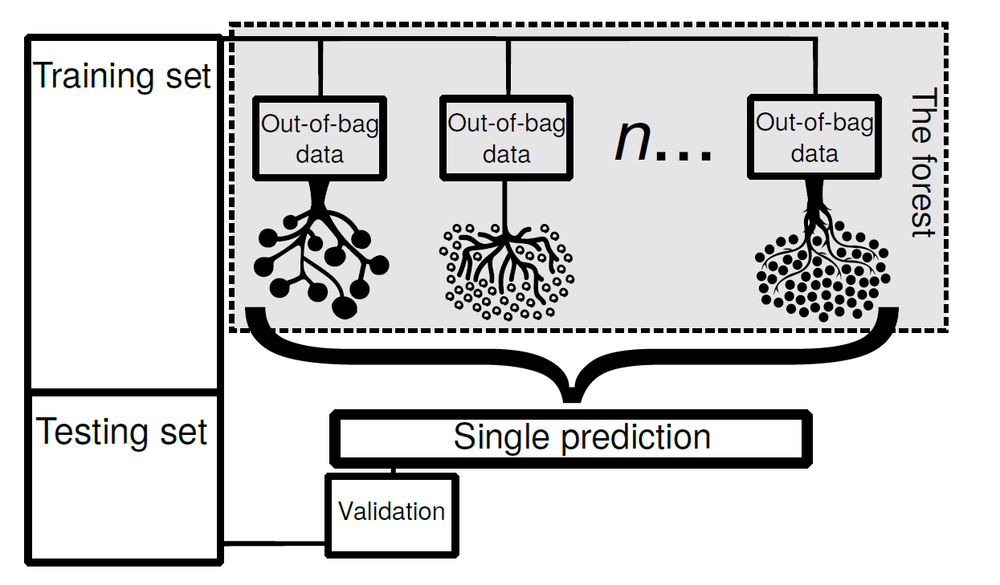 Training set
Out-of-bag
data
Out-of-bag
data
n...
Out-of-bag
data
The forest
Testing set
Single prediction
Validation